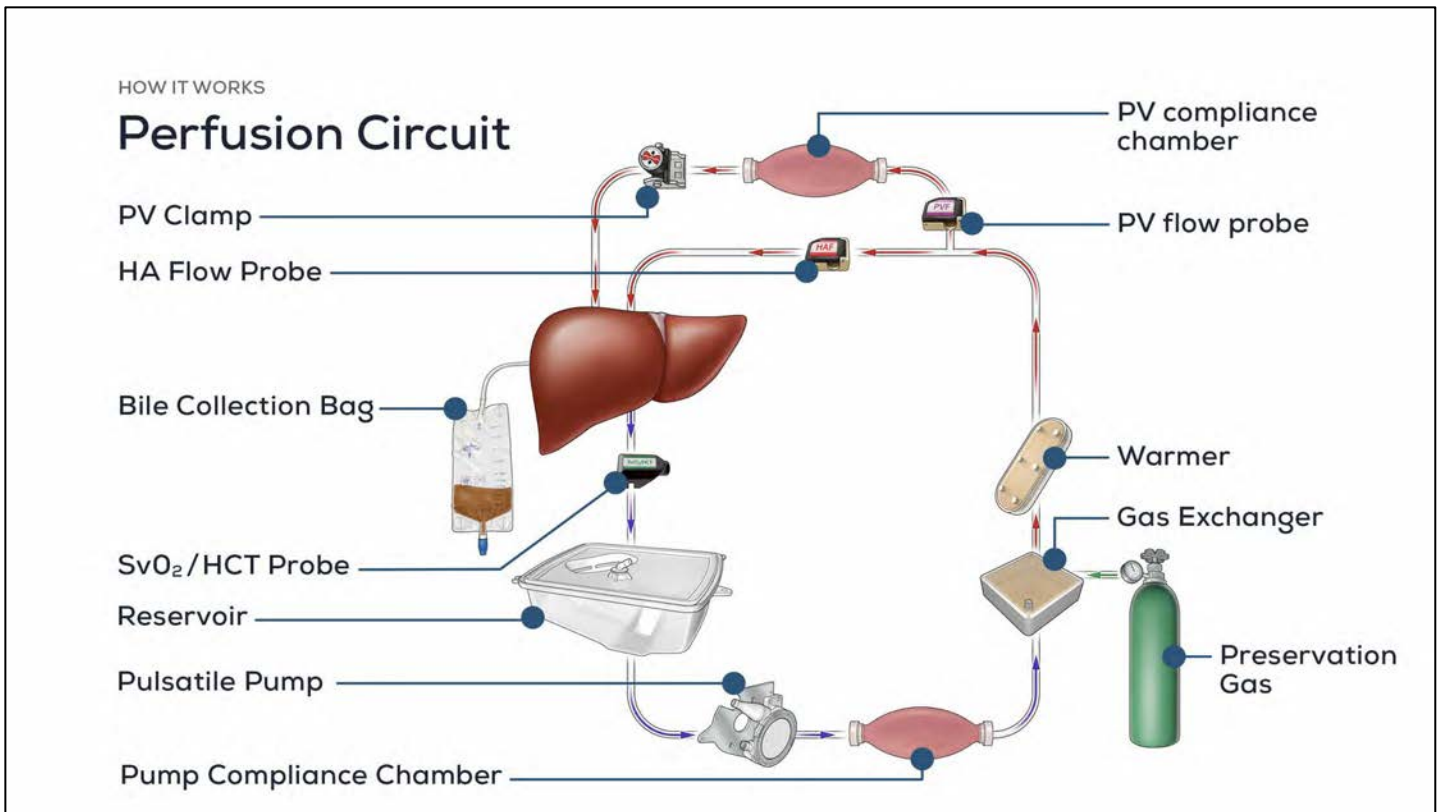 HOW IT WORKS
Perfusion Circuit
PV compliance
chamber
PV Clamp
PV flow probe
PVF
HAF
HA Flow Probe
Bile Collection Bag
Warmer
Gas Exchanger
SvO₂/HCT Probe
Reservoir
Pulsatile Pump
Preservation
Gas
Pump Compliance Chamber